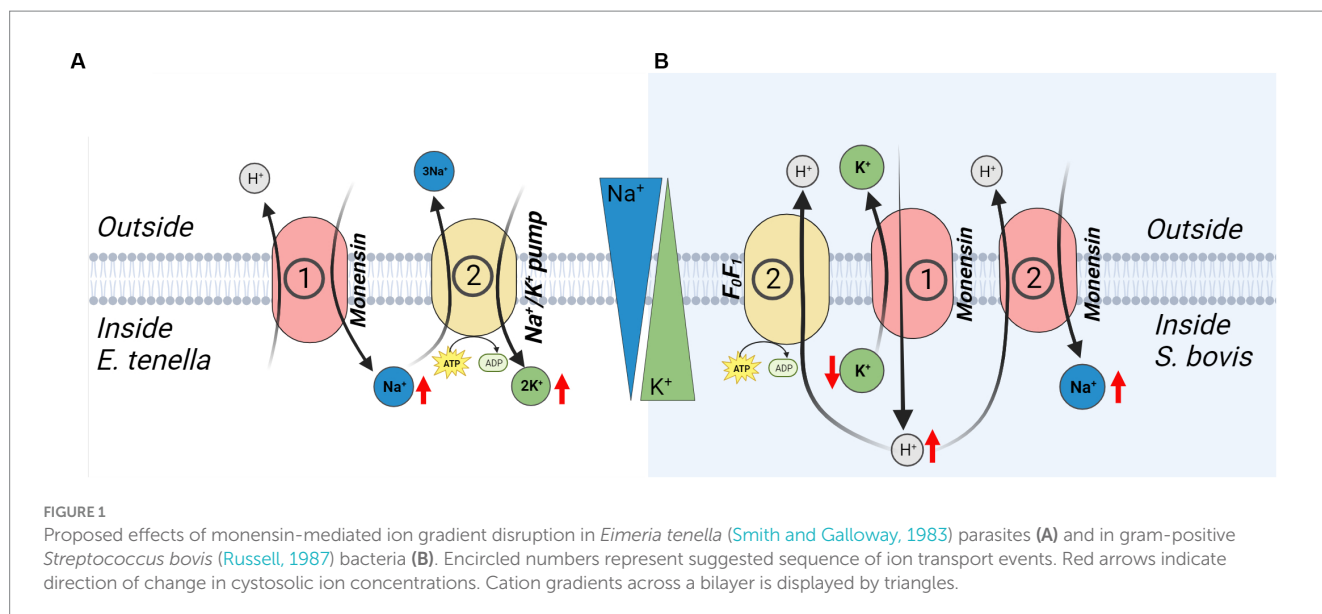 A
B
H⁺
3Na⁺
Monensin
Na⁺/K⁺ pump
Outside
1
2
Inside
E. tenella
Na⁺
ATP
ADP
2K⁺
Na⁺
K⁺
H⁺
K⁺
H⁺
F₀F₁
Monensin
Monensin
Outside
2
1
2
Inside
S. bovis
ATP
ADP
K⁺
Na⁺
H⁺
FIGURE 1
Proposed effects of monensin-mediated ion gradient disruption in Eimeria tenella (Smith and Galloway, 1983) parasites (A) and in gram-positive
Streptococcus bovis (Russell, 1987) bacteria (B). Encircled numbers represent suggested sequence of ion transport events. Red arrows indicate
direction of change in cystosolic ion concentrations. Cation gradients across a bilayer is displayed by triangles.